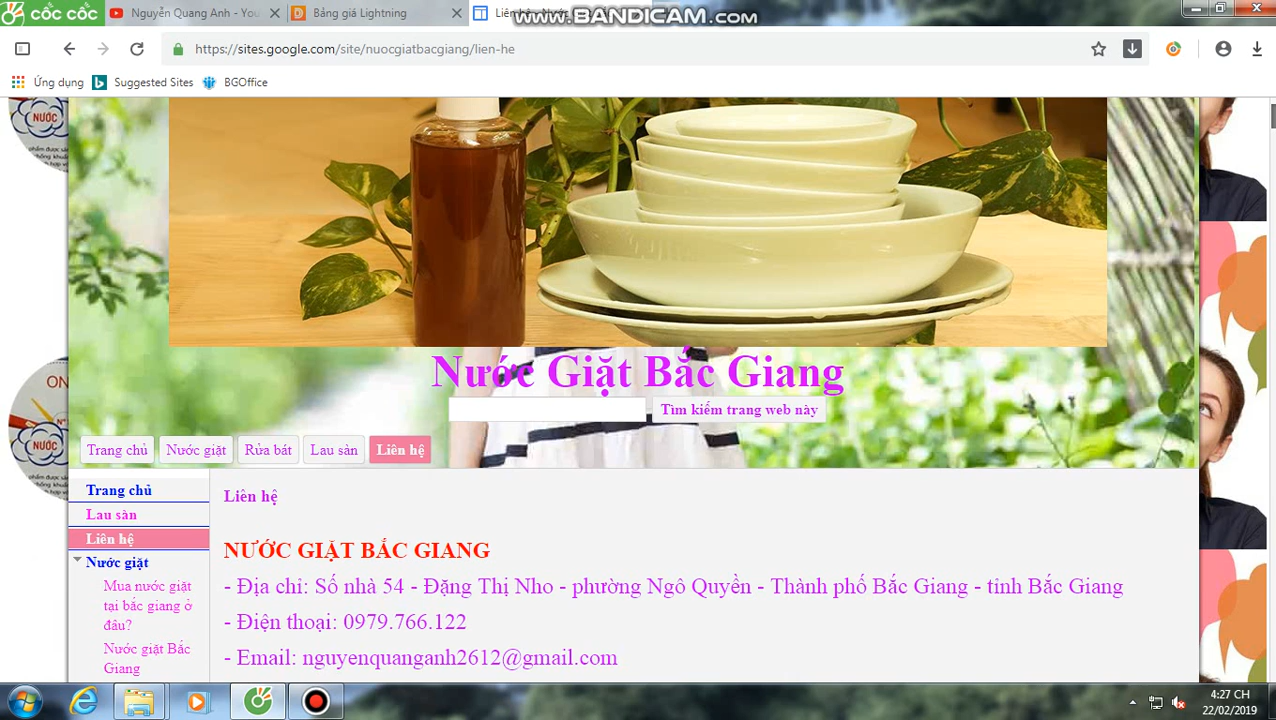 cốc cốc
Nguyễn Quang Anh - You
Bảng giá Lightning
www.BANDICAM.com
https://sites.google.com/site/nuocgiatbacgiang/lien-he
Ứng dụng
Suggested Sites
BGOffice
NƯỚC
Nước Giặt Bắc Giang
Tìm kiếm trang web này
ON
NƯỚC
Trang chủ
Nước giặt
Rửa bát
Lau sàn
Liên hệ
Trang chủ
Lau sàn
Liên hệ
Nước giặt
Mua nước giặt
tại bắc giang ở
đâu?
Nước giặt Bắc
Giang
Liên hệ
NƯỚC GIẶT BẮC GIANG
- Địa chỉ: Số nhà 54 - Đặng Thị Nho - phường Ngô Quyền - Thành phố Bắc Giang - tỉnh Bắc Giang
- Điện thoại: 0979.766.122
- Email: nguyenquanganh2612@gmail.com
4:27 CH
22/02/2019